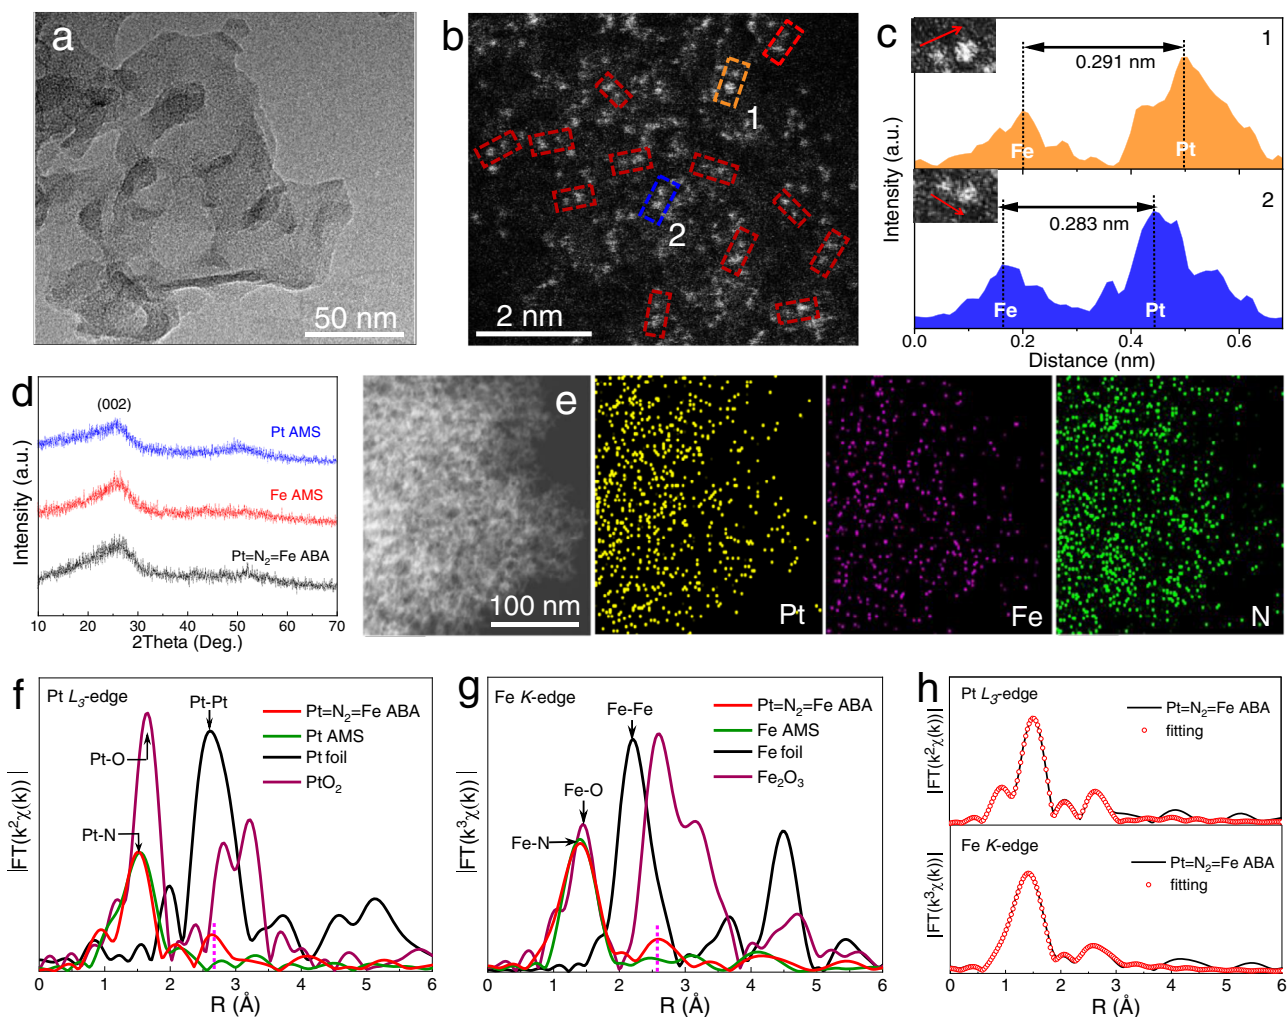 a
50 nm
b
1
2
2 nm
c
Intensity (a.u.)
1
0.291 nm
Fe
Pt
2
0.283 nm
Fe
Pt
0.0
0.2
0.4
0.6
Distance (nm)
d
Intensity (a.u.)
(002)
Pt AMS
Fe AMS
Pt=N₂=Fe ABA
10
20
30
40
50
60
70
2Theta (Deg.)
e
100 nm
Pt
Fe
N
f
Pt L₃-edge
|FT(k²χ(k))|
Pt-Pt
Pt-O
Pt-N
Pt=N₂=Fe ABA
Pt AMS
Pt foil
PtO₂
0
1
2
3
4
5
6
R (Å)
g
Fe K-edge
|FT(k³χ(k))|
Fe-Fe
Fe-O
Fe-N
Pt=N₂=Fe ABA
Fe AMS
Fe foil
Fe₂O₃
0
1
2
3
4
5
6
R (Å)
h
Pt L₃-edge
|FT(k²χ(k))|
Pt=N₂=Fe ABA
fitting
Fe K-edge
|FT(k³χ(k))|
Pt=N₂=Fe ABA
fitting
0
1
2
3
4
5
6
R (Å)